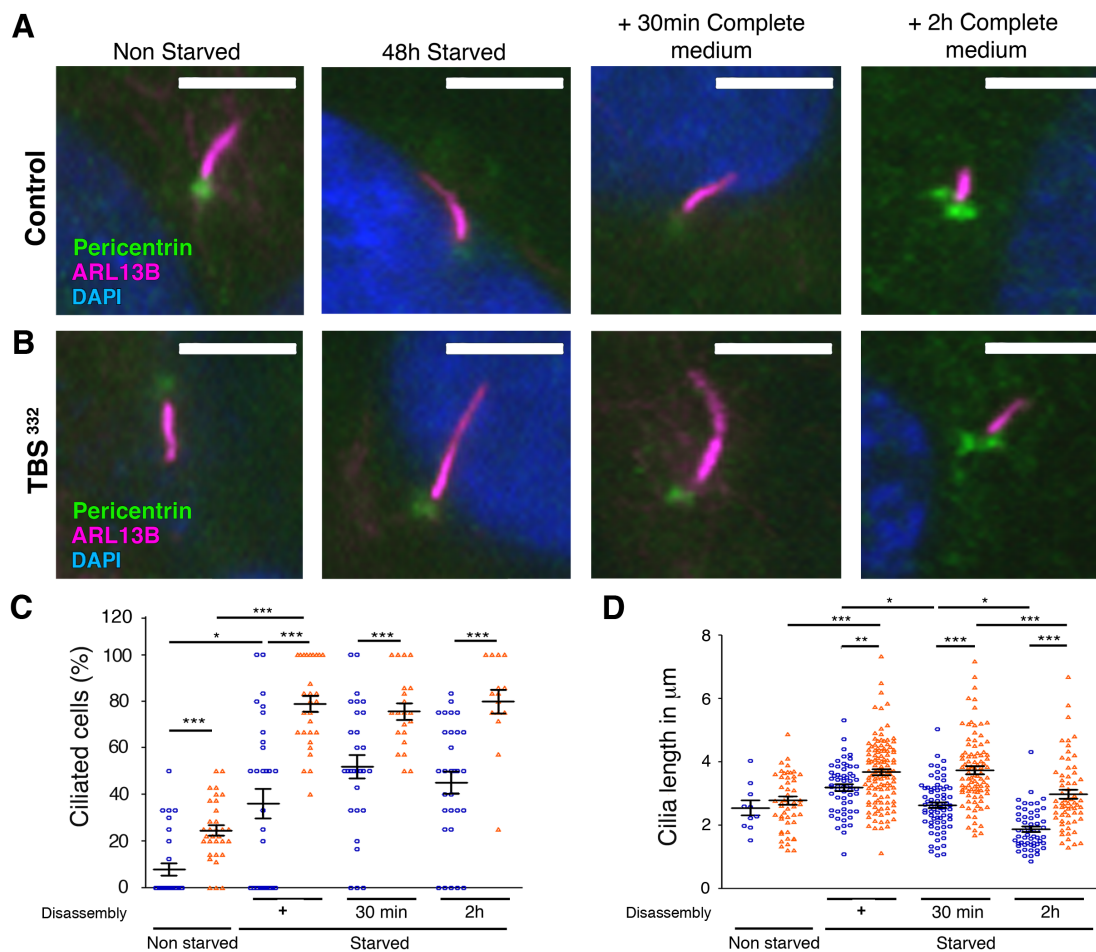 A
Non Starved
48h Starved
+ 30min Complete
medium
+ 2h Complete
medium
Control
Pericentrin
ARL13B
DAPI
B
TBS 332
Pericentrin
ARL13B
DAPI
C
Ciliated cells (%)
120
100
80
60
40
20
0
***
*
***
***
***
***
Disassembly
+
30 min
2h
Non starved
Starved
D
Cilia length in μm
8
6
4
2
0
*
*
***
***
**
***
***
Disassembly
+
30 min
2h
Non starved
Starved